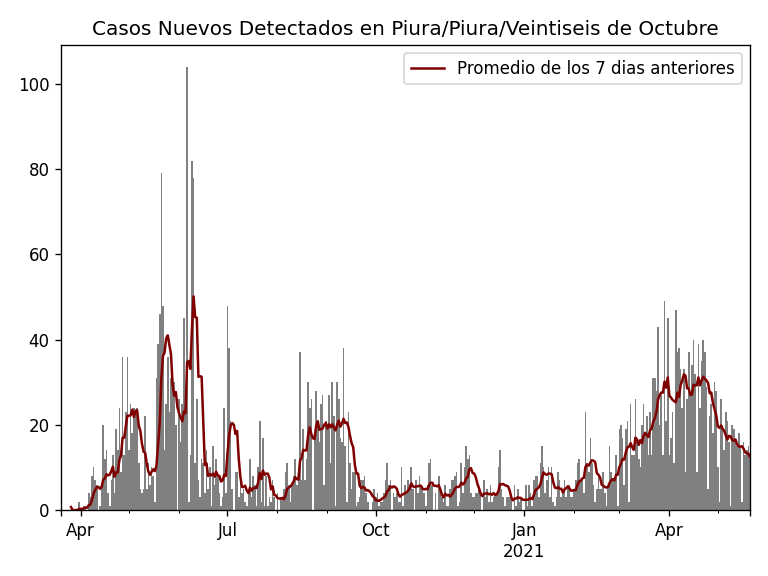 Casos Nuevos Detectados en Piura/Piura/Veintiseis de Octubre
Promedio de los 7 dias anteriores
100
80
60
40
20
0
Apr
Jul
Oct
Jan
2021
Apr